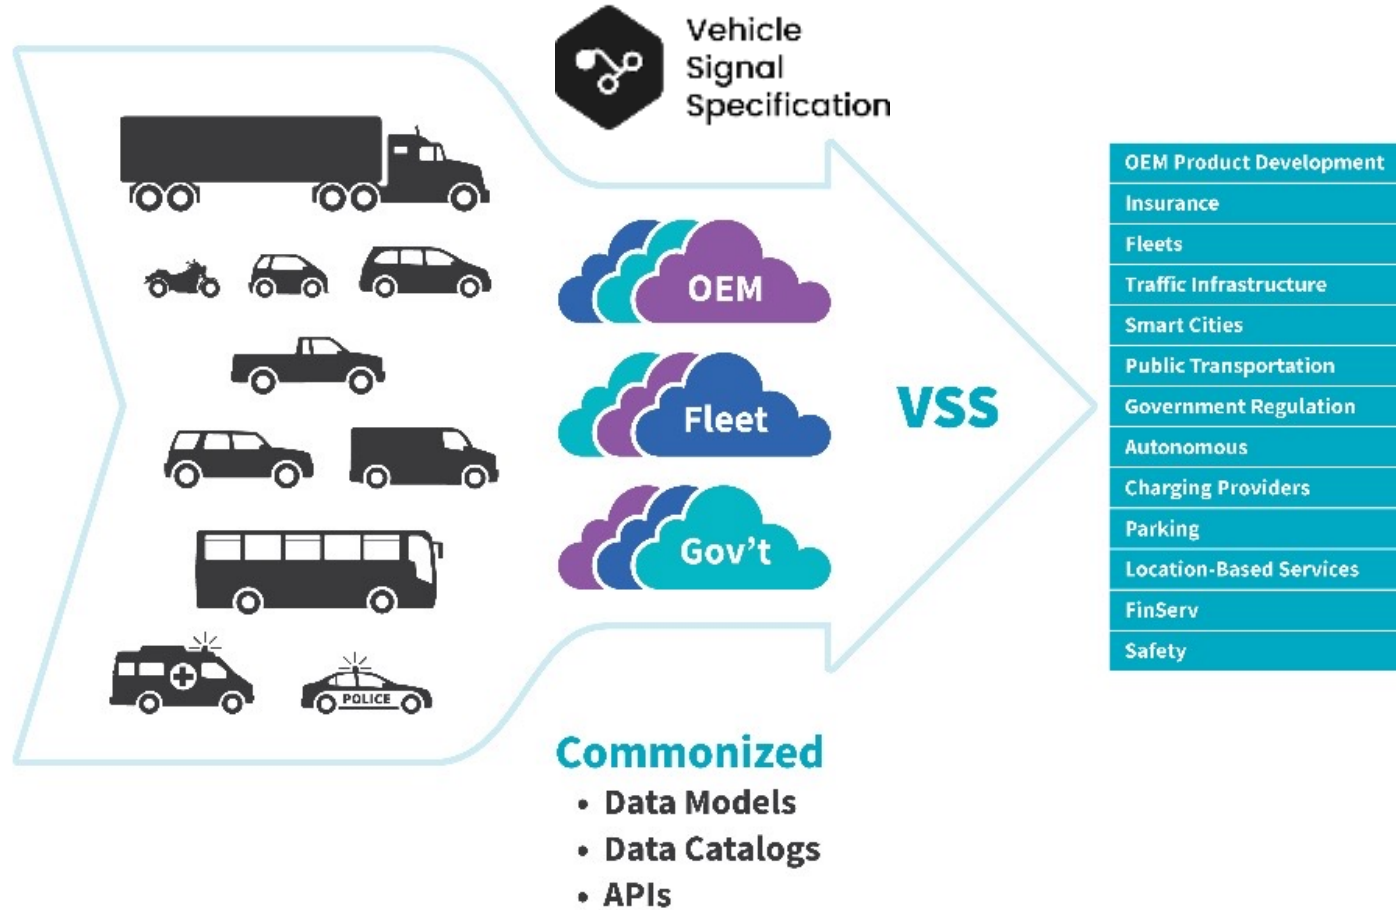 Vehicle
Signal
Specification
OEM
Fleet
Gov't
VSS
POLICE
Commonized
• Data Models
• Data Catalogs
• APIs
OEM Product Development
Insurance
Fleets
Traffic Infrastructure
Smart Cities
Public Transportation
Government Regulation
Autonomous
Charging Providers
Parking
Location-Based Services
FinServ
Safety